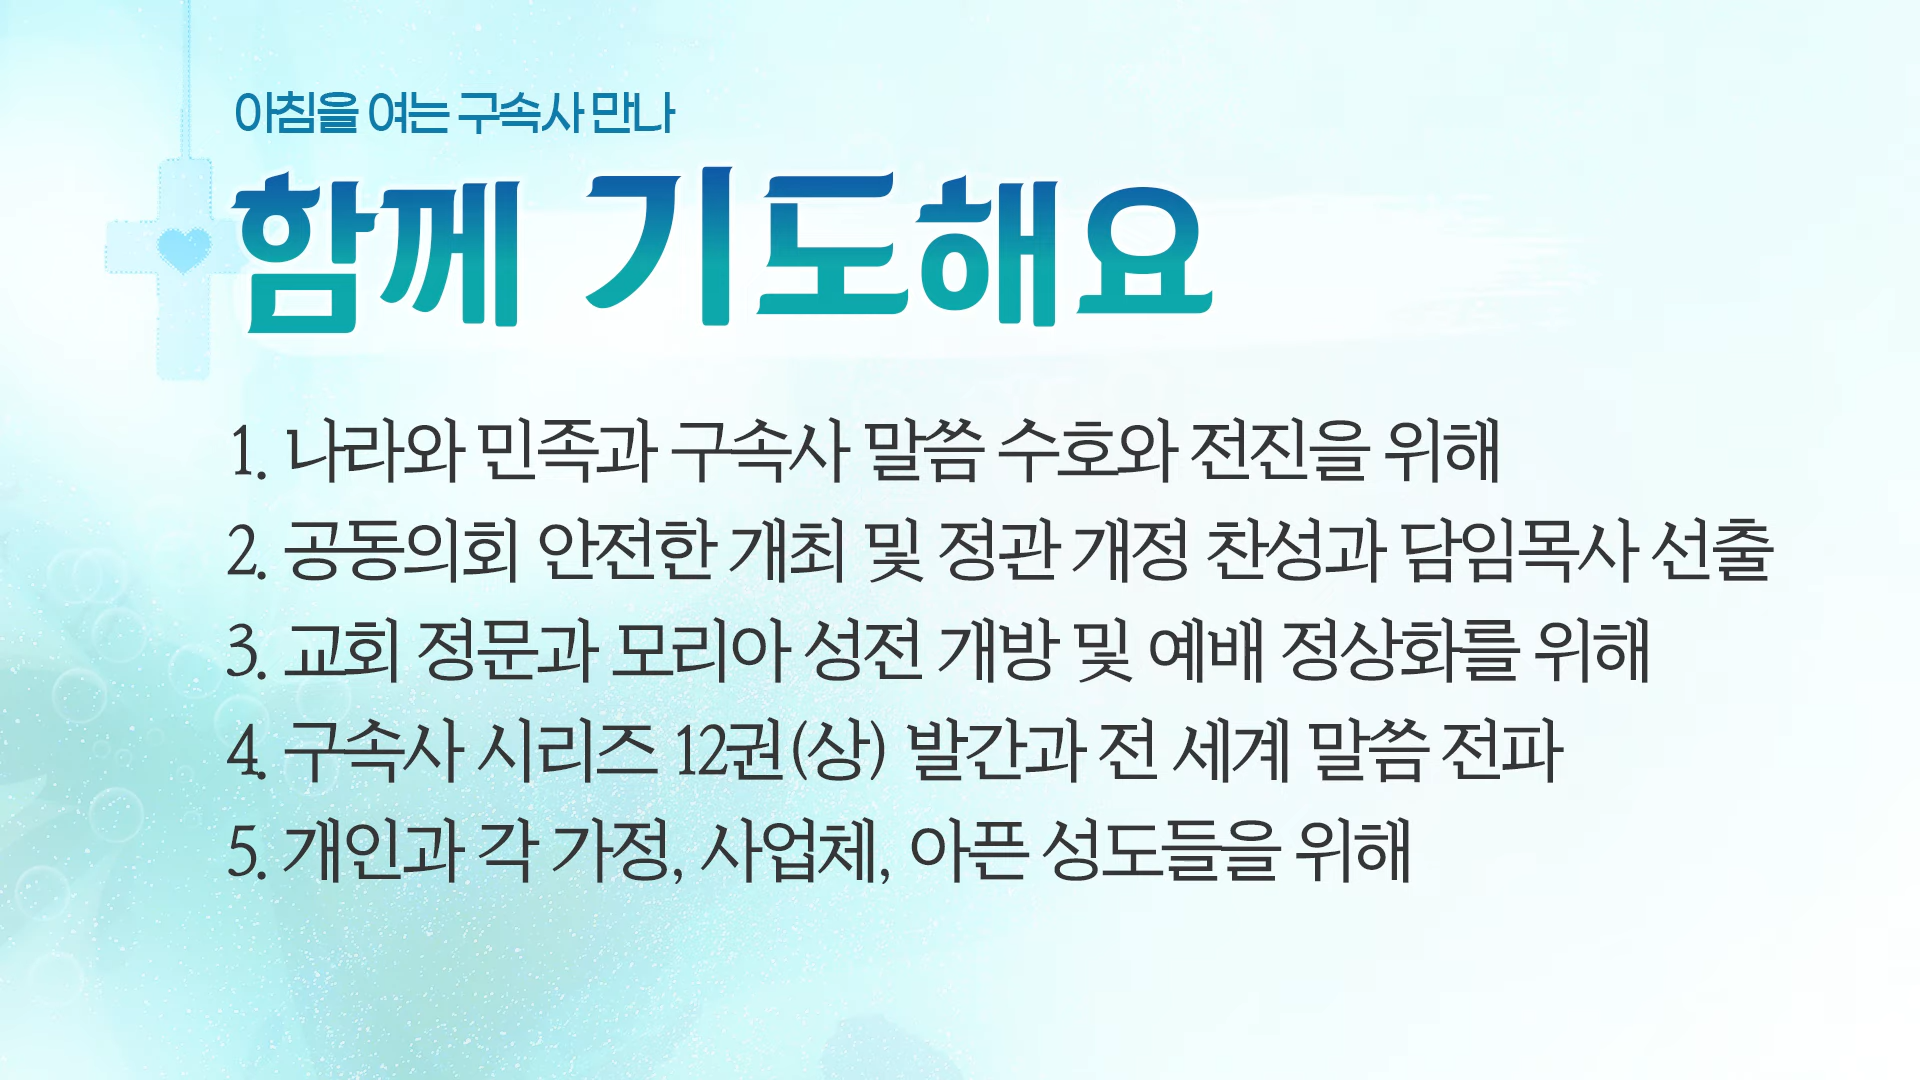 아침을 여는 구속사 만나
함께 기도해요
1. 나라와 민족과 구속사 말씀 수호와 전진을 위해
2. 공동의회 안전한 개최 및 정관 개정 찬성과 담임목사 선출
3. 교회 정문과 모리아 성전 개방 및 예배 정상화를 위해
4. 구속사 시리즈 12권(상) 발간과 전 세계 말씀 전파
5. 개인과 각 가정, 사업체, 아픈 성도들을 위해